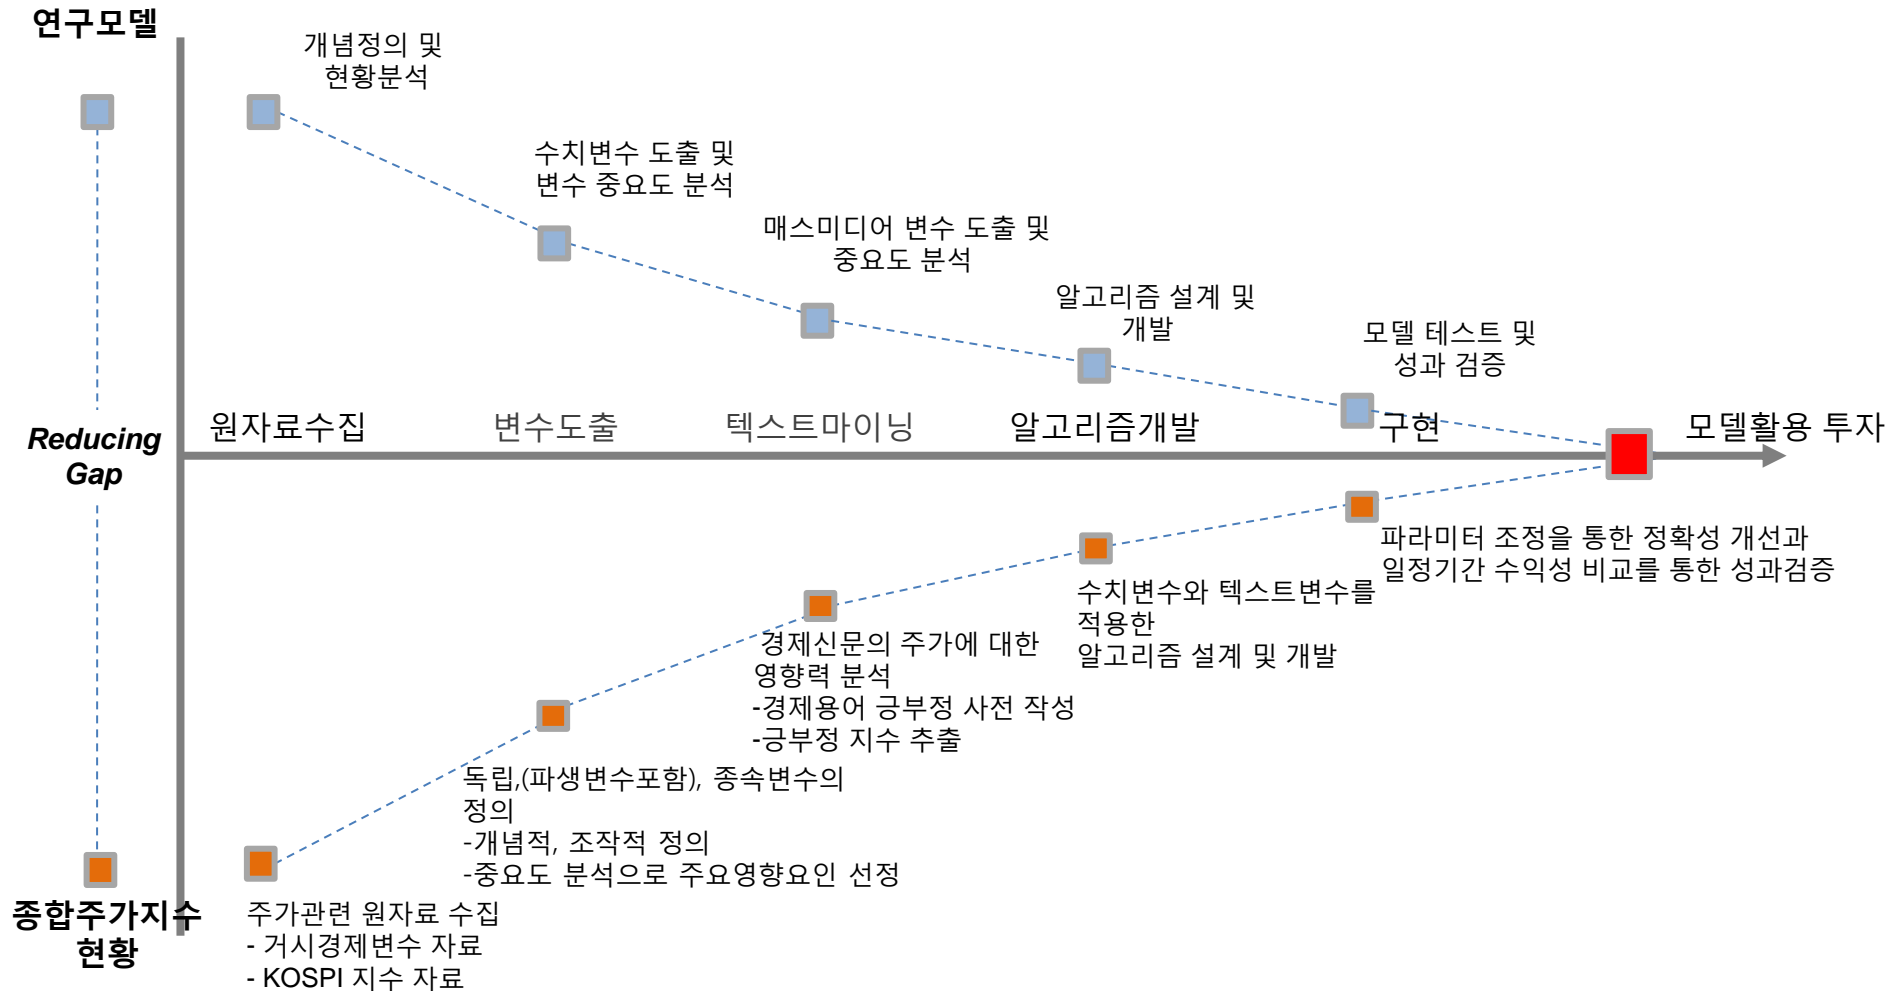 연구모델
개념정의 및
현황분석
수치변수 도출 및
변수 중요도 분석
매스미디어 변수 도출 및
중요도 분석
알고리즘 설계 및
개발
모델 테스트 및
성과 검증
Reducing
Gap
원자료수집
변수도출
텍스트마이닝
알고리즘개발
구현
모델활용 투자
파라미터 조정을 통한 정확성 개선과
일정기간 수익성 비교를 통한 성과검증
수치변수와 텍스트변수를
적용한
알고리즘 설계 및 개발
경제신문의 주가에 대한
영향력 분석
-경제용어 긍부정 사전 작성
-긍부정 지수 추출
독립,(파생변수포함), 종속변수의
정의
-개념적, 조작적 정의
-중요도 분석으로 주요영향요인 선정
종합주가지수
현황
주가관련 원자료 수집
- 거시경제변수 자료
- KOSPI 지수 자료